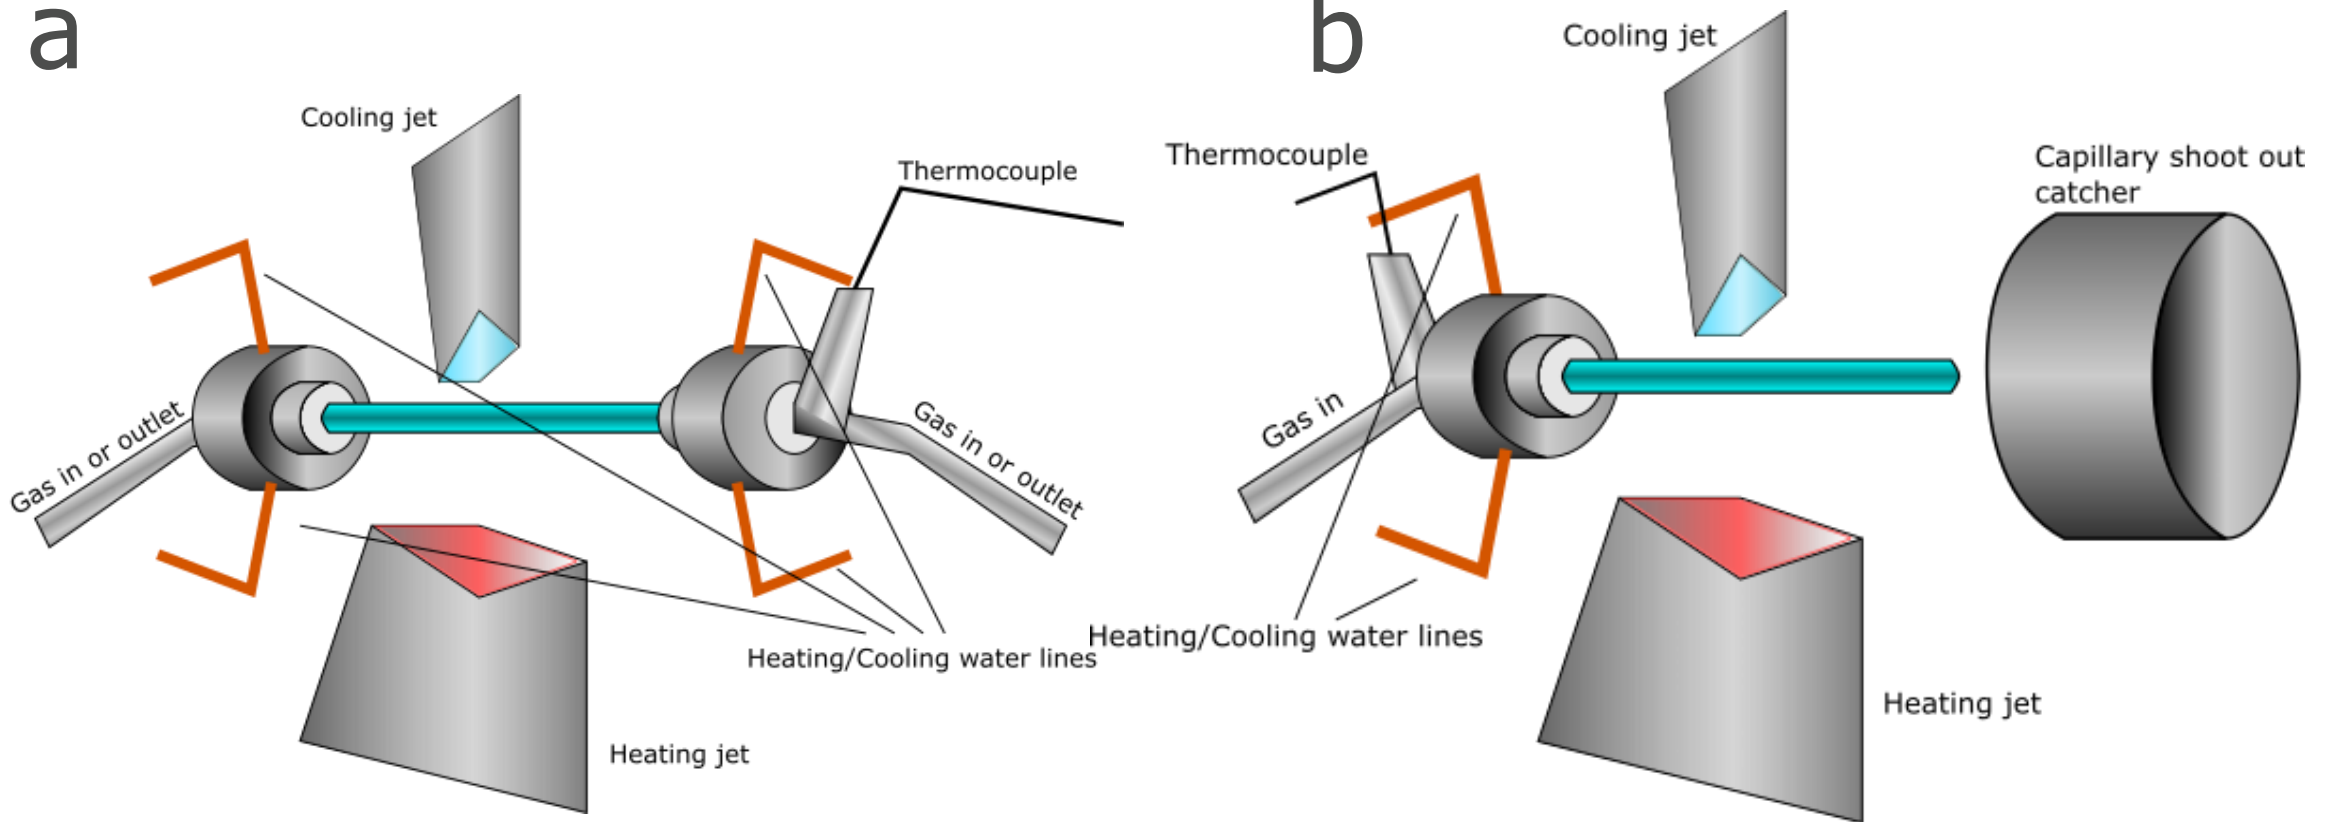 a
Cooling jet
Thermocouple
Gas in or outlet
Gas in or outlet
Heating/Cooling water lines
Heating jet
b
Cooling jet
Thermocouple
Capillary shoot out
catcher
Gas in
Heating/Cooling water lines
Heating jet